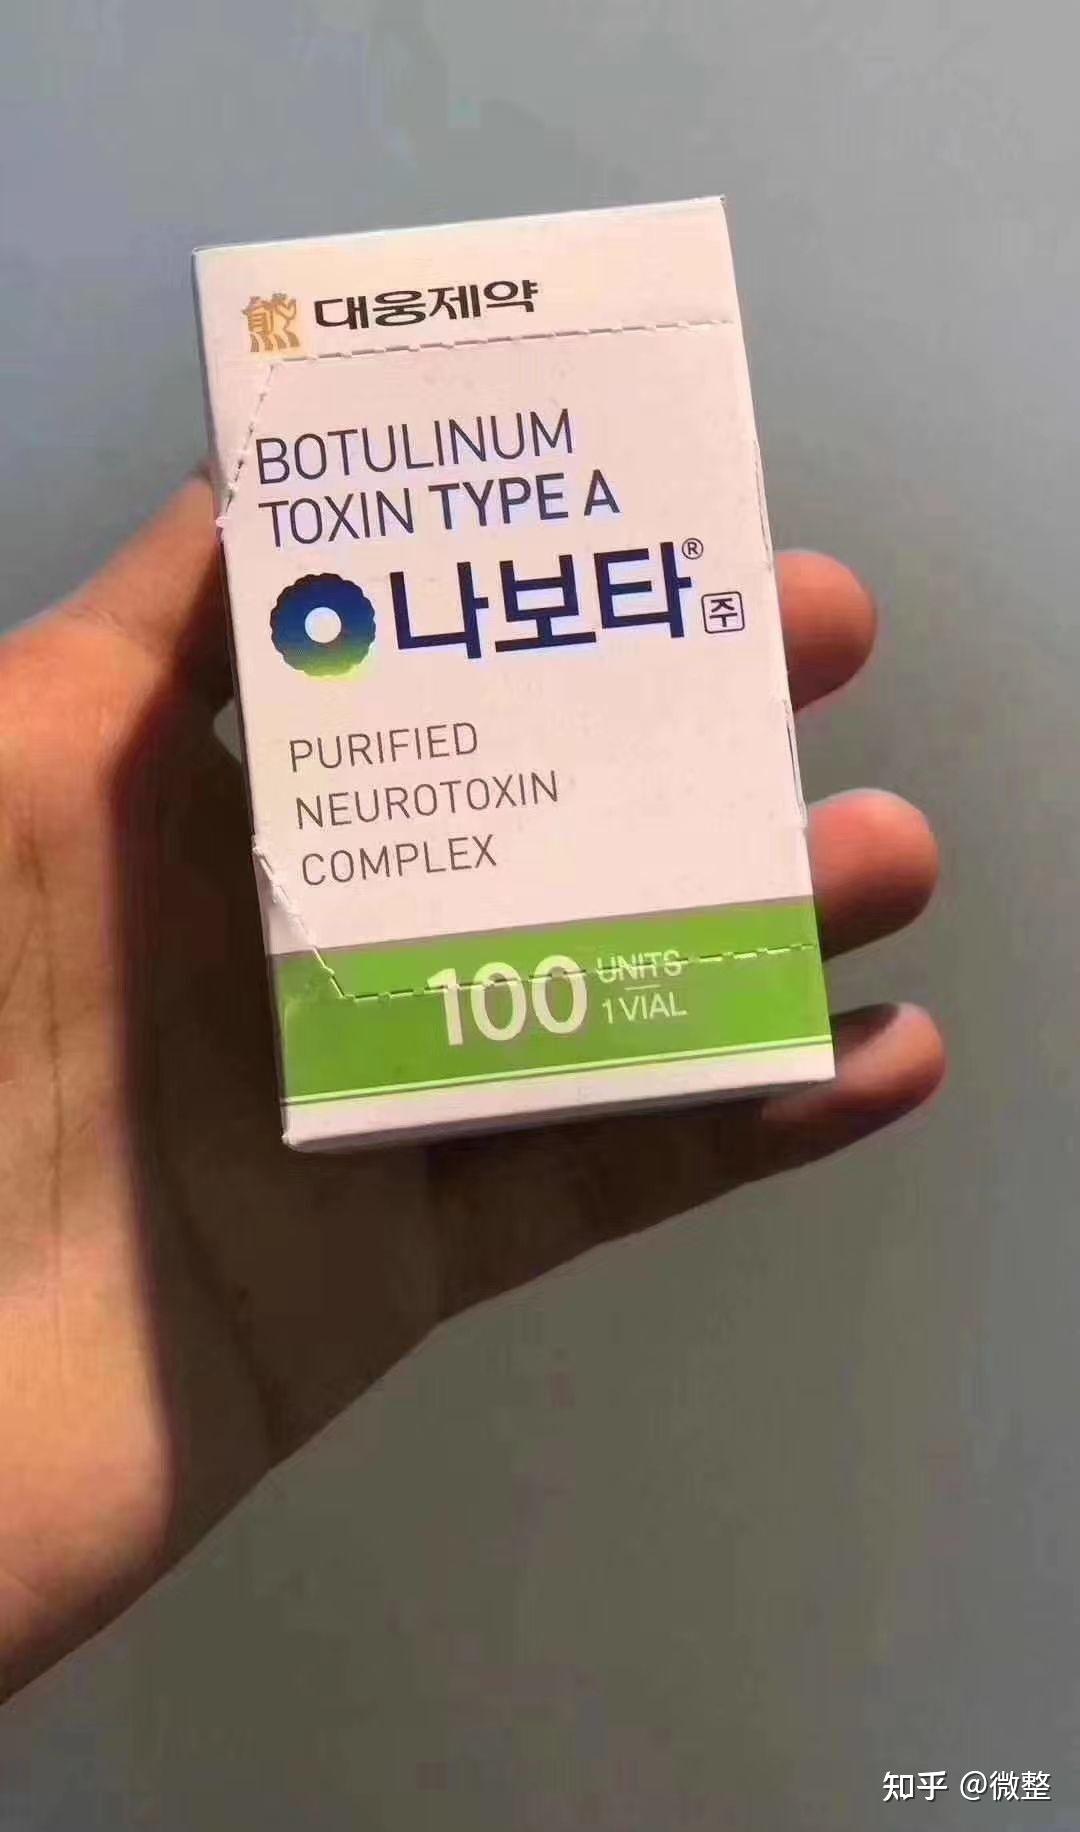 대웅제약
BOTULINUM
TOXIN TYPE A
나보타® 주
PURIFIED
NEUROTOXIN
COMPLEX
100 UNITS
1 VIAL
知乎 @微整